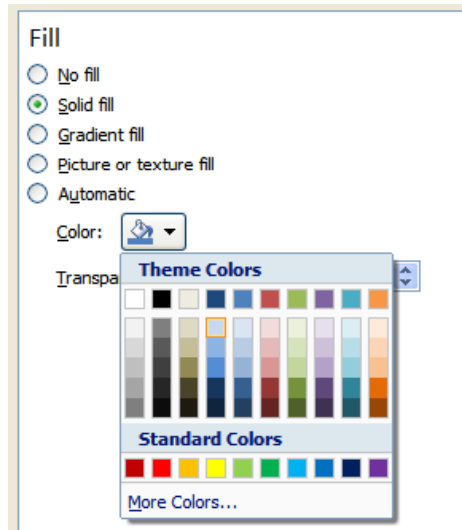 Fill
No fill
Solid fill
Gradient fill
Picture or texture fill
Automatic
Color:
Transpa
Theme Colors
Standard Colors
More Colors...